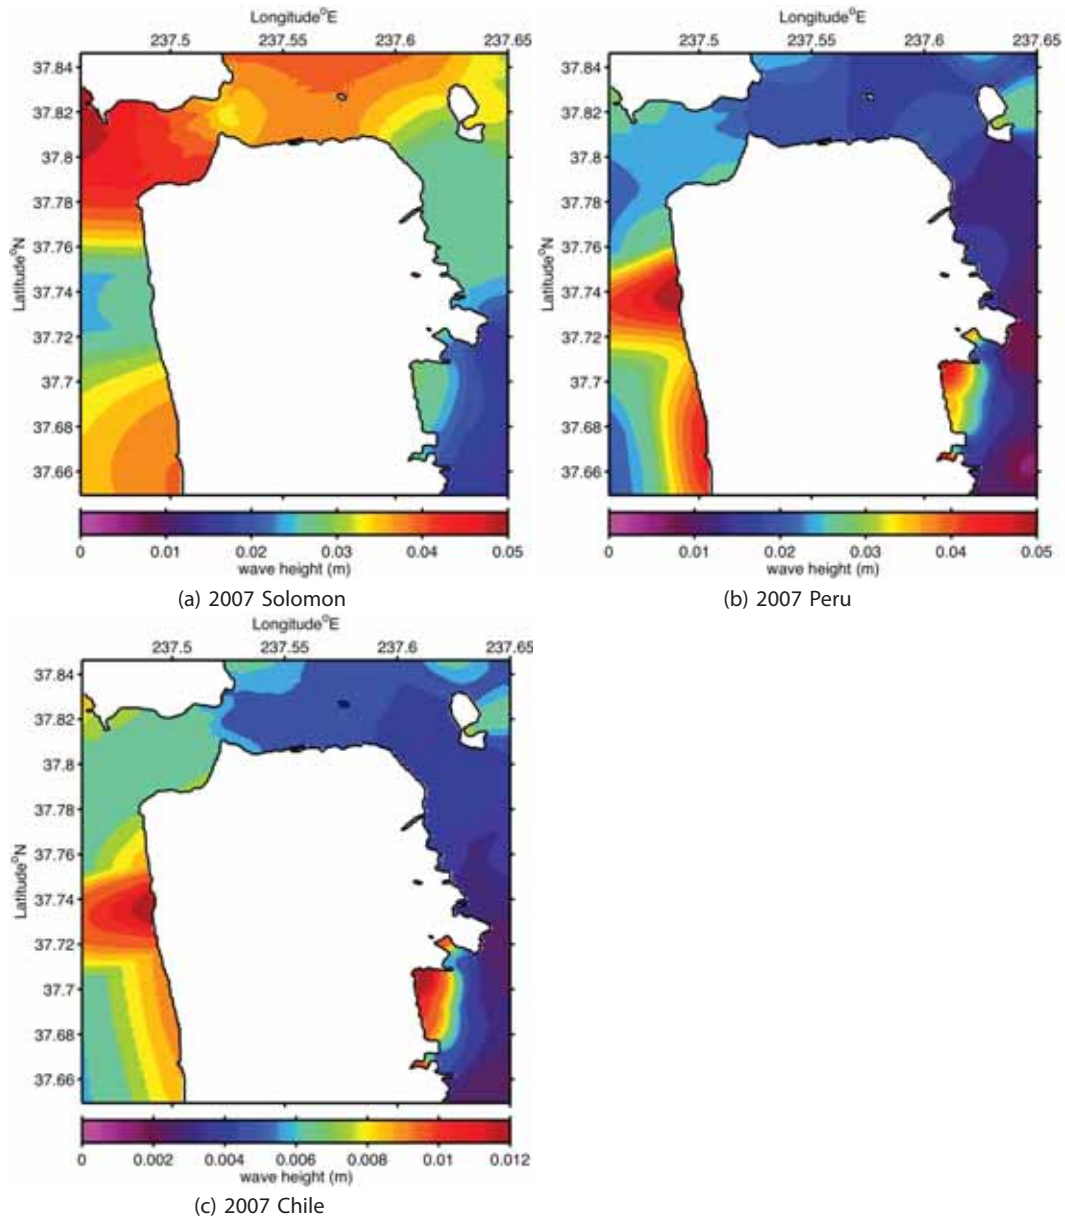 Longitude°E
237.5 237.55 237.6 237.65
37.84
37.82
37.8
37.78
37.76
37.74
37.72
37.7
37.68
37.66
Latitude°N
0 0.01 0.02 0.03 0.04 0.05
wave height (m)
(a) 2007 Solomon
Longitude°E
237.5 237.55 237.6 237.65
37.84
37.82
37.8
37.78
37.76
37.74
37.72
37.7
37.68
37.66
Latitude°N
0 0.01 0.02 0.03 0.04 0.05
wave height (m)
(b) 2007 Peru
Longitude°E
237.5 237.55 237.6 237.65
37.84
37.82
37.8
37.78
37.76
37.74
37.72
37.7
37.68
37.66
Latitude°N
0 0.002 0.004 0.006 0.008 0.01 0.012
wave height (m)
(c) 2007 Chile